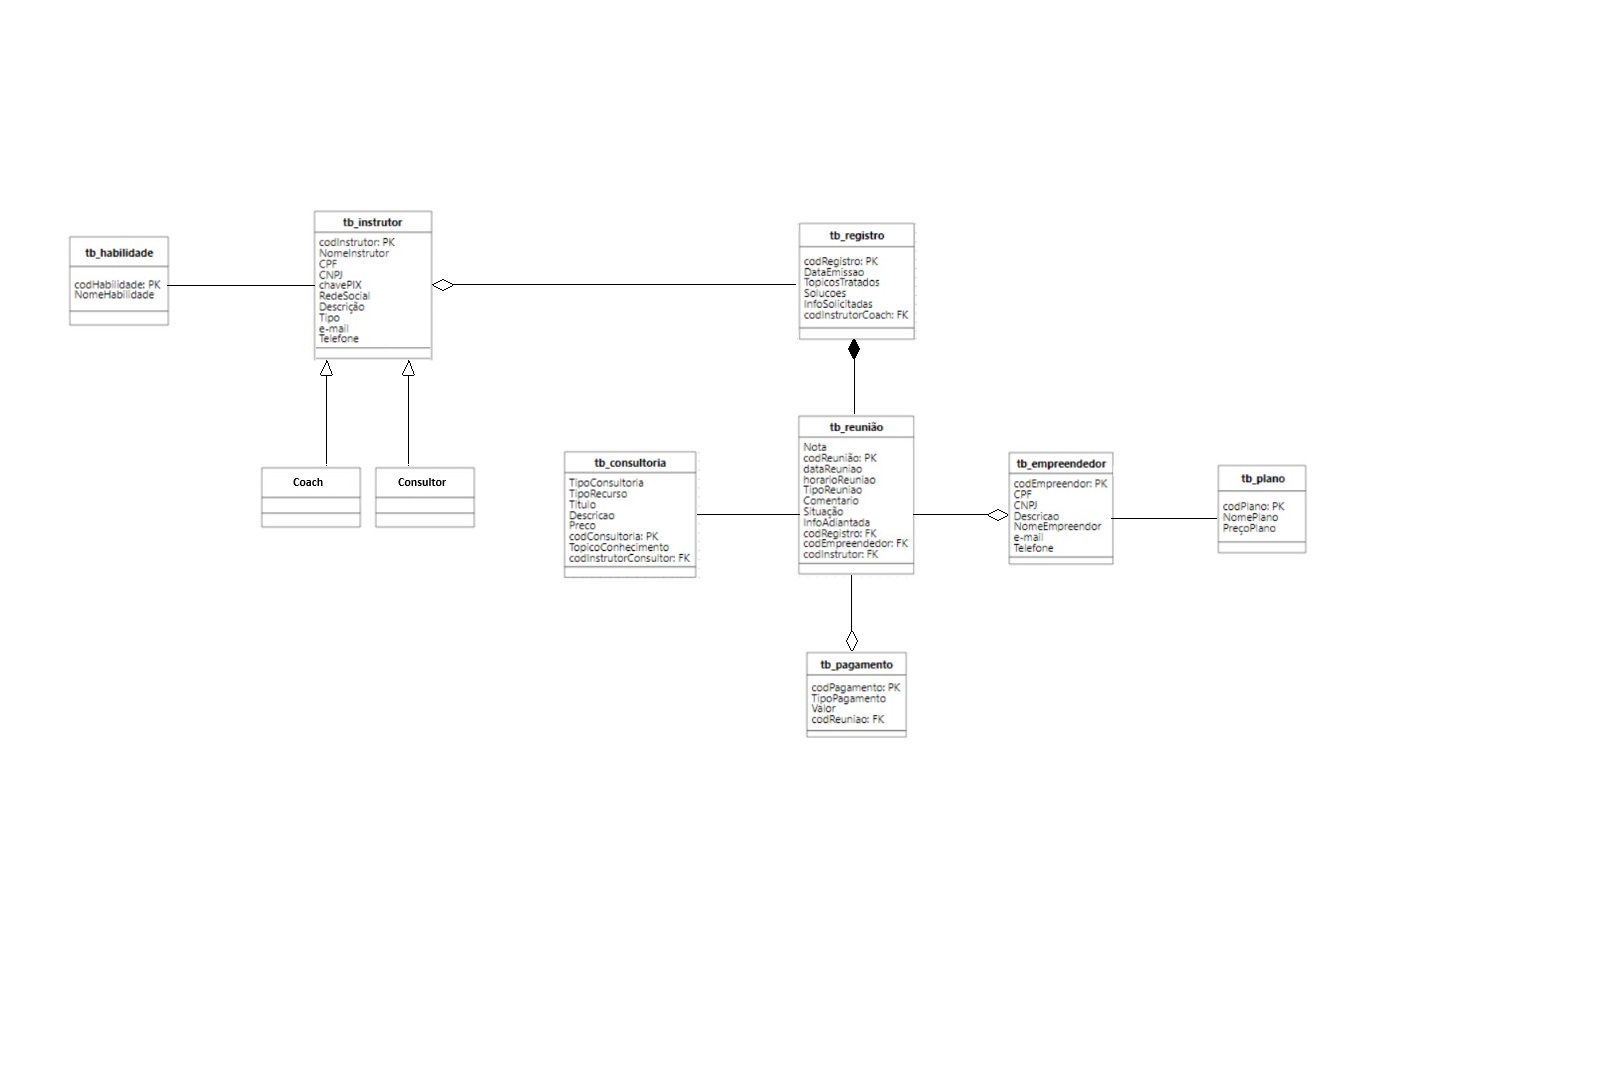 tb_habilidade
codHabilidade: PK
NomeHabilidade
tb_instrutor
codInstrutor: PK
NomeInstrutor
CPF
CNPJ
chavePIX
RedeSocial
Descrição
Tipo
e-mail
Telefone
tb_registro
codRegistro: PK
DataEmissao
TopicosTratados
Solucoes
InfoSolicitadas
codInstrutorCoach: FK
Coach
Consultor
tb_consultoria
TipoConsultoria
TipoRecurso
Titulo
Descricao
Preco
codConsultoria: PK
TopicoConhecimento
codInstrutorConsultor: FK
tb_reunião
Nota
codReunião: PK
dataReuniao
horarioReuniao
TipoReuniao
Comentario
Situação
InfoAdiantada
codRegistro: FK
codEmpreendedor: FK
codInstrutor: FK
tb_empreendedor
codEmpreendor: PK
CPF
CNPJ
Descricao
NomeEmpreendor
e-mail
Telefone
tb_plano
codPlano: PK
NomePlano
PreçoPlano
tb_pagamento
codPagamento: PK
TipoPagamento
Valor
codReuniao: FK